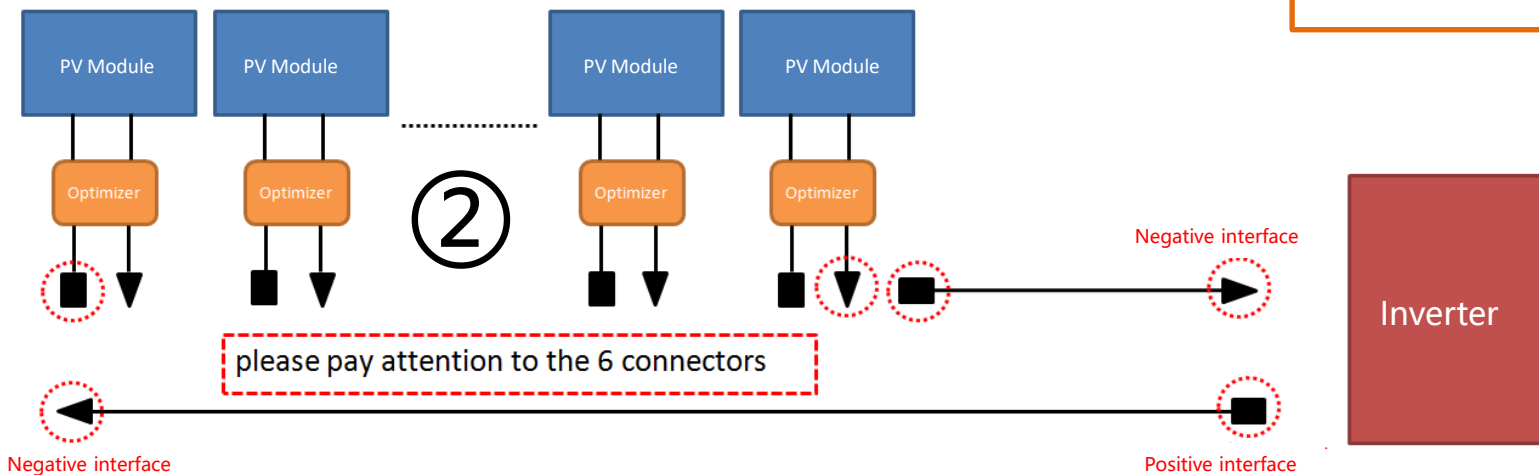 PV Module
PV Module
PV Module
PV Module
Optimizer
Optimizer
Optimizer
Optimizer
②
Negative interface
Inverter
please pay attention to the 6 connectors
Negative interface
Positive interface